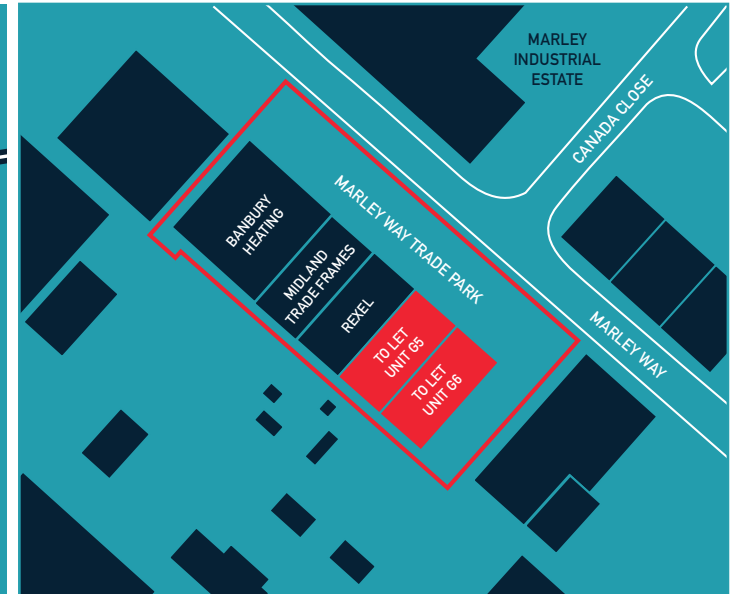 MARLEY
INDUSTRIAL
ESTATE
CANADA CLOSE
MARLEY WAY TRADE PARK
BANBURY
HEATING
MIDLAND
TRADE FRAMES
REXEL
TO LET
UNIT G5
TO LET
UNIT G6
MARLEY WAY